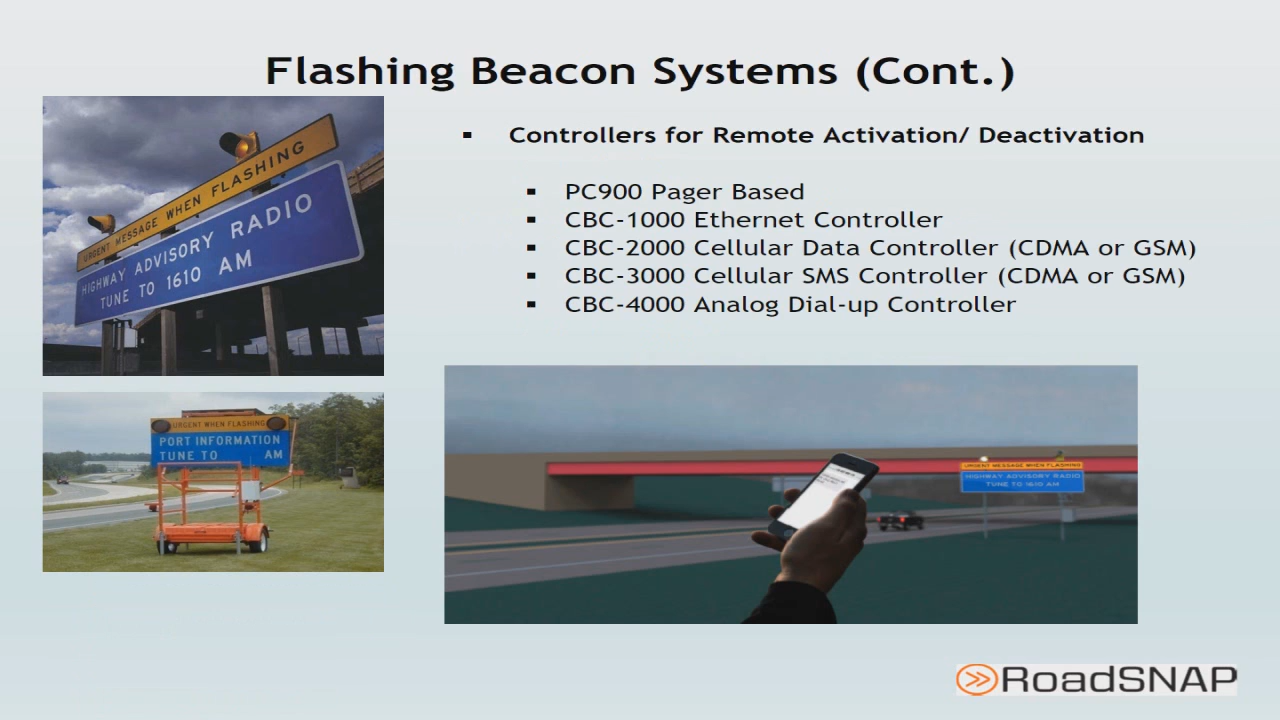 Flashing Beacon Systems (Cont.)
▪ Controllers for Remote Activation/ Deactivation
▪ PC900 Pager Based
▪ CBC-1000 Ethernet Controller
▪ CBC-2000 Cellular Data Controller (CDMA or GSM)
▪ CBC-3000 Cellular SMS Controller (CDMA or GSM)
▪ CBC-4000 Analog Dial-up Controller
URGENT MESSAGE WHEN FLASHING
HIGHWAY ADVISORY RADIO
TUNE TO 1610 AM
URGENT WHEN FLASHING
PORT INFORMATION
TUNE TO AM
URGENT MESSAGE WHEN FLASHING
HIGHWAY ADVISORY RADIO
TUNE TO 1610 AM
RoadSNAP